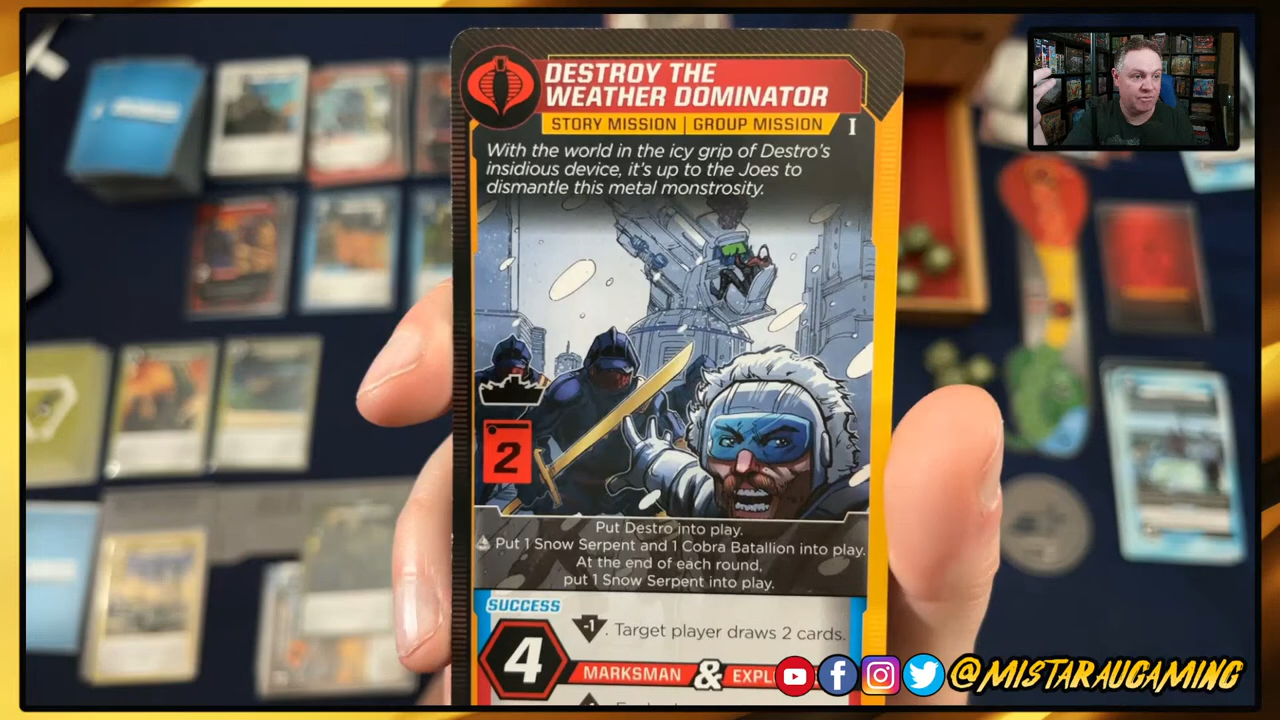 DESTROY THE
WEATHER DOMINATOR
STORY MISSION | GROUP MISSION
I
With the world in the icy grip of Destro's
insidious device, it's up to the Joes to
dismantle this metal monstrosity.
2
Put Destro into play.
Put 1 Snow Serpent and 1 Cobra Batallion into play.
At the end of each round,
put 1 Snow Serpent into play.
SUCCESS
-1. Target player draws 2 cards.
4
MARKSMAN & EXPL
@MISTARAUGAMING